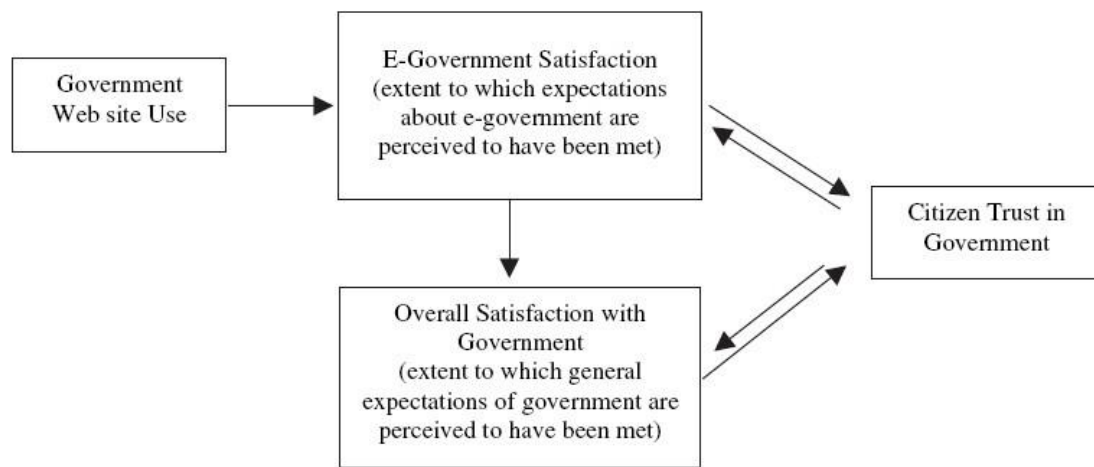 Government
Web site Use
E-Government Satisfaction
(extent to which expectations
about e-government are
perceived to have been met)
Citizen Trust in
Government
Overall Satisfaction with
Government
(extent to which general
expectations of government are
perceived to have been met)